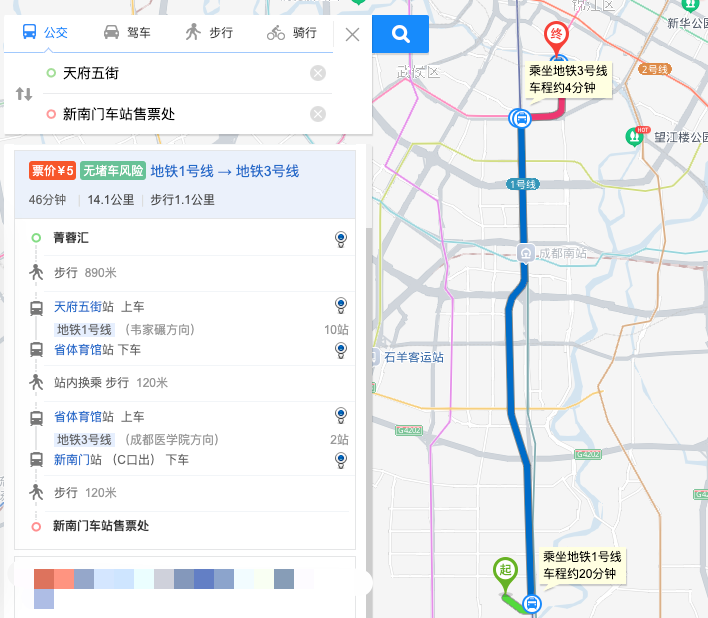 公交
驾车
步行
骑行
天府五街
新南门车站售票处
票价¥5 无堵车风险 地铁1号线 → 地铁3号线
46分钟 | 14.1公里 | 步行1.1公里
菁蓉汇
步行 890米
天府五街站 上车
地铁1号线 (韦家碾方向) 10站
省体育馆站 下车
站内换乘 步行 120米
省体育馆站 上车
地铁3号线 (成都医学院方向) 2站
新南门站 (C口出) 下车
步行 120米
新南门车站售票处
锦江区
新华公园
终
武侯区
乘坐地铁3号线
车程约4分钟
2号线
HOT
望江楼公园
1号线
成都南站
石羊客运站
G4202
G4202
乘坐地铁1号线
车程约20分钟
起